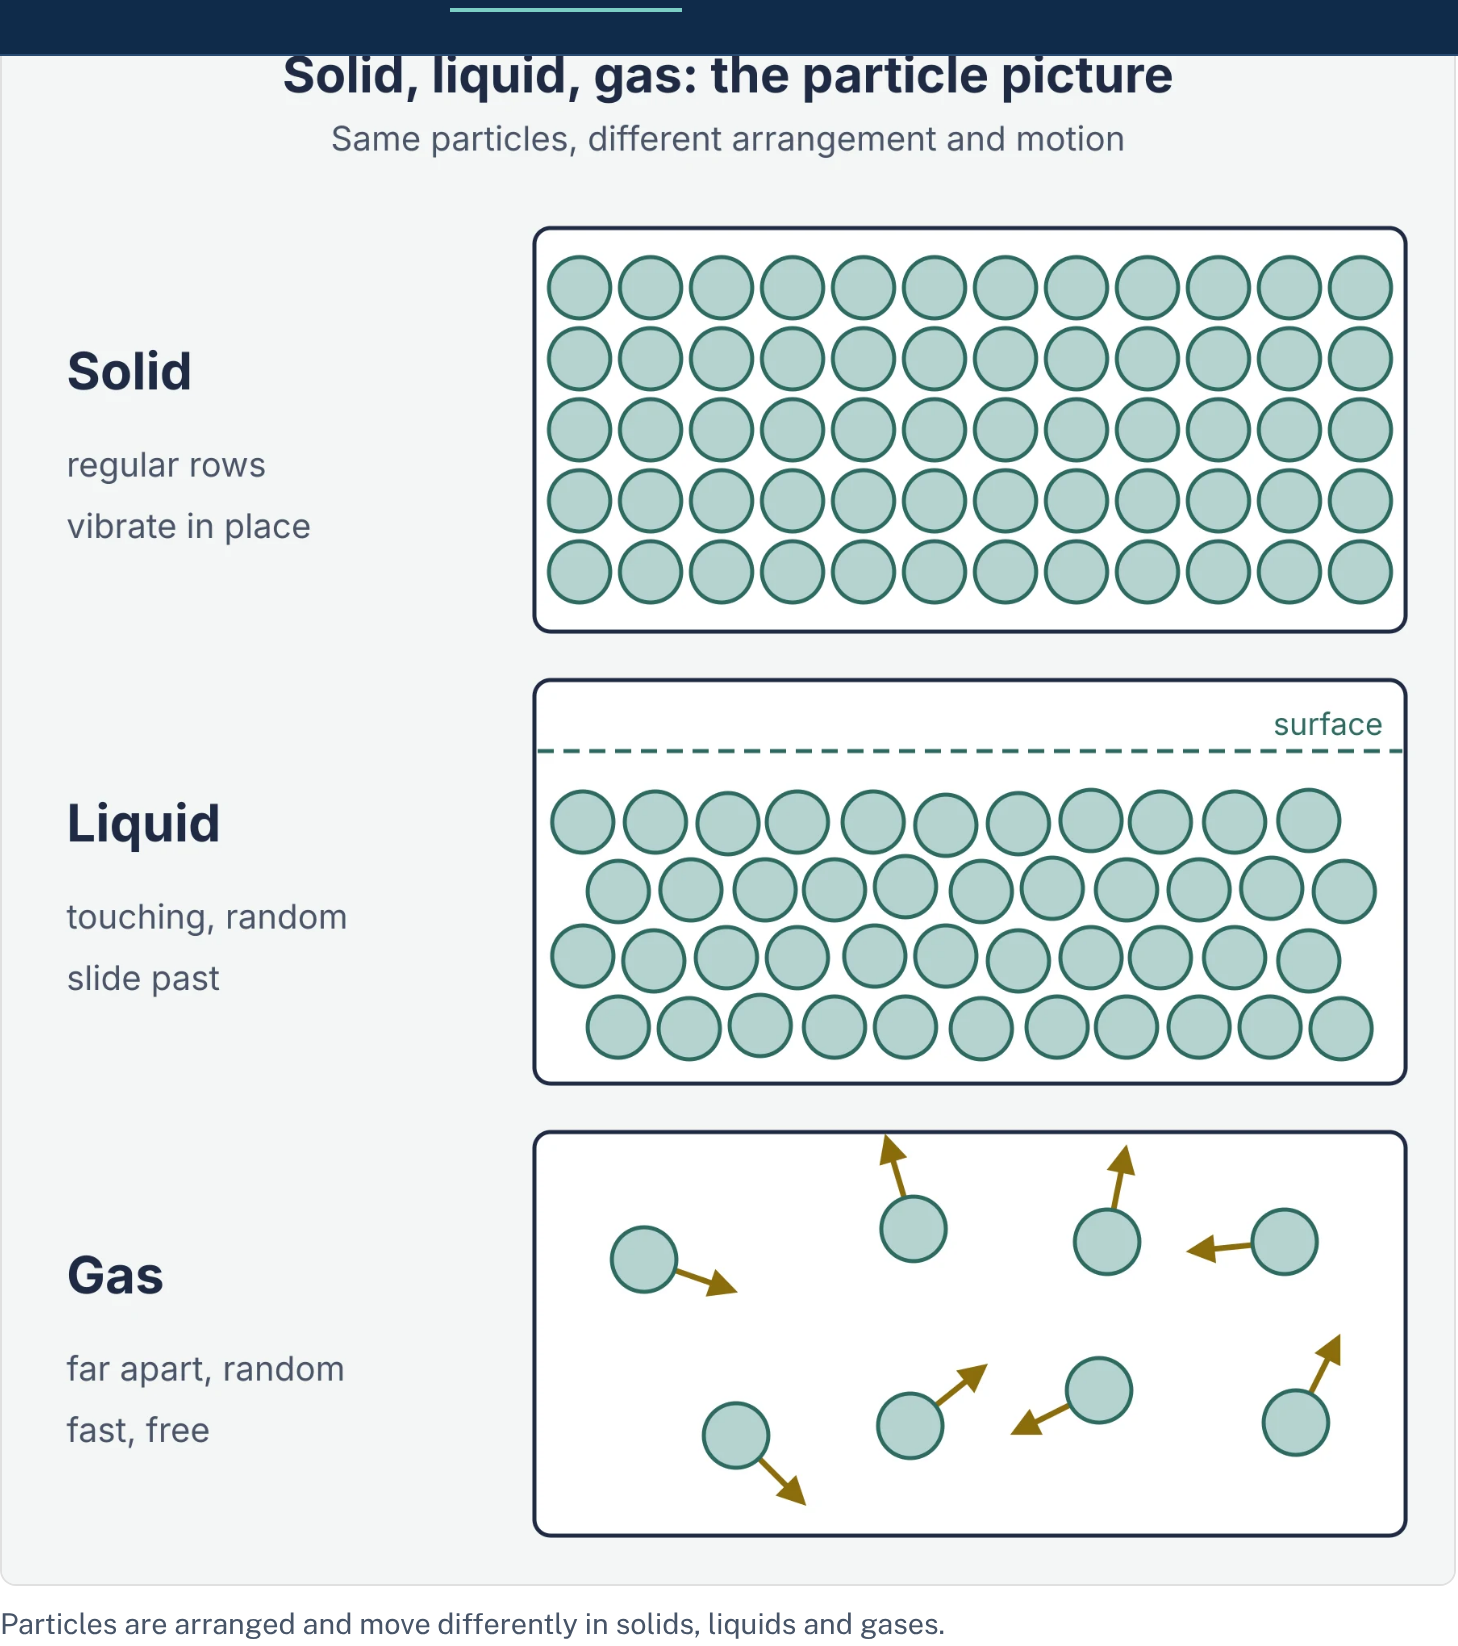 Solid, liquid, gas: the particle picture
Same particles, different arrangement and motion
Solid
regular rows
vibrate in place
surface
Liquid
touching, random
slide past
Gas
far apart, random
fast, free
Particles are arranged and move differently in solids, liquids and gases.